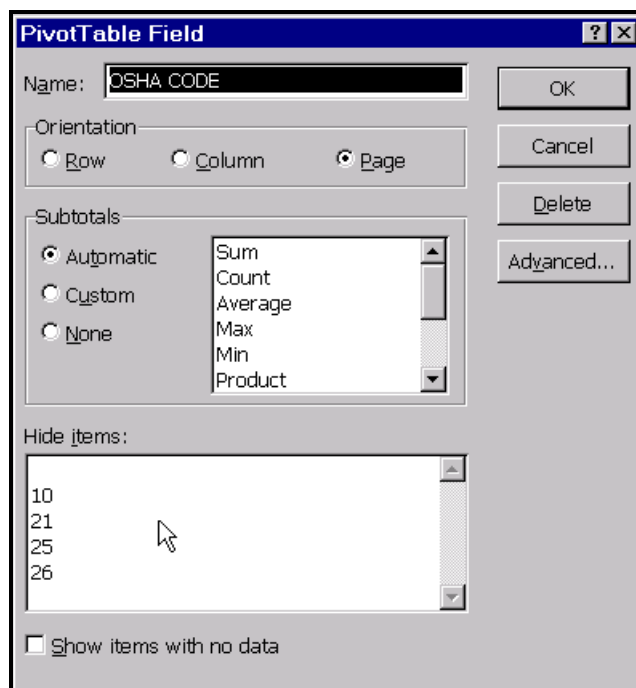 PivotTable Field
Name: OSHA CODE
OK
Orientation
Row Column Page
Cancel
Delete
Subtotals
Automatic
Custom
None
Sum
Count
Average
Max
Min
Product
Advanced...
Hide items:
10
21
25
26
Show items with no data